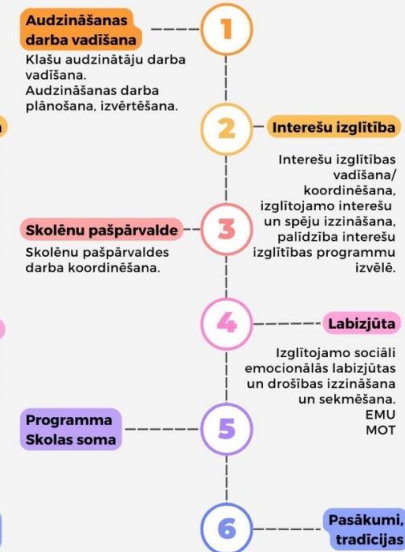 Audzināšanas
darba vadīšana
1
Klašu audzinātāju darba
vadīšana.
Audzināšanas darba
plānošana, izvērtēšana.
2
Interešu izglītība
Interešu izglītības
vadīšana/
koordinēšana,
izglītojamo interešu
un spēju izzināšana,
palīdzība interešu
izglītības programmu
izvēlē.
Skolēnu pašpārvalde
3
Skolēnu pašpārvaldes
darba koordinēšana.
4
Labizjūta
Izglītojamo sociāli
emocionālās labizjūtas
un drošības izzināšana
un sekmēšana.
EMU
MOT
Programma
Skolas soma
5
6
Pasākumi,
tradīcijas